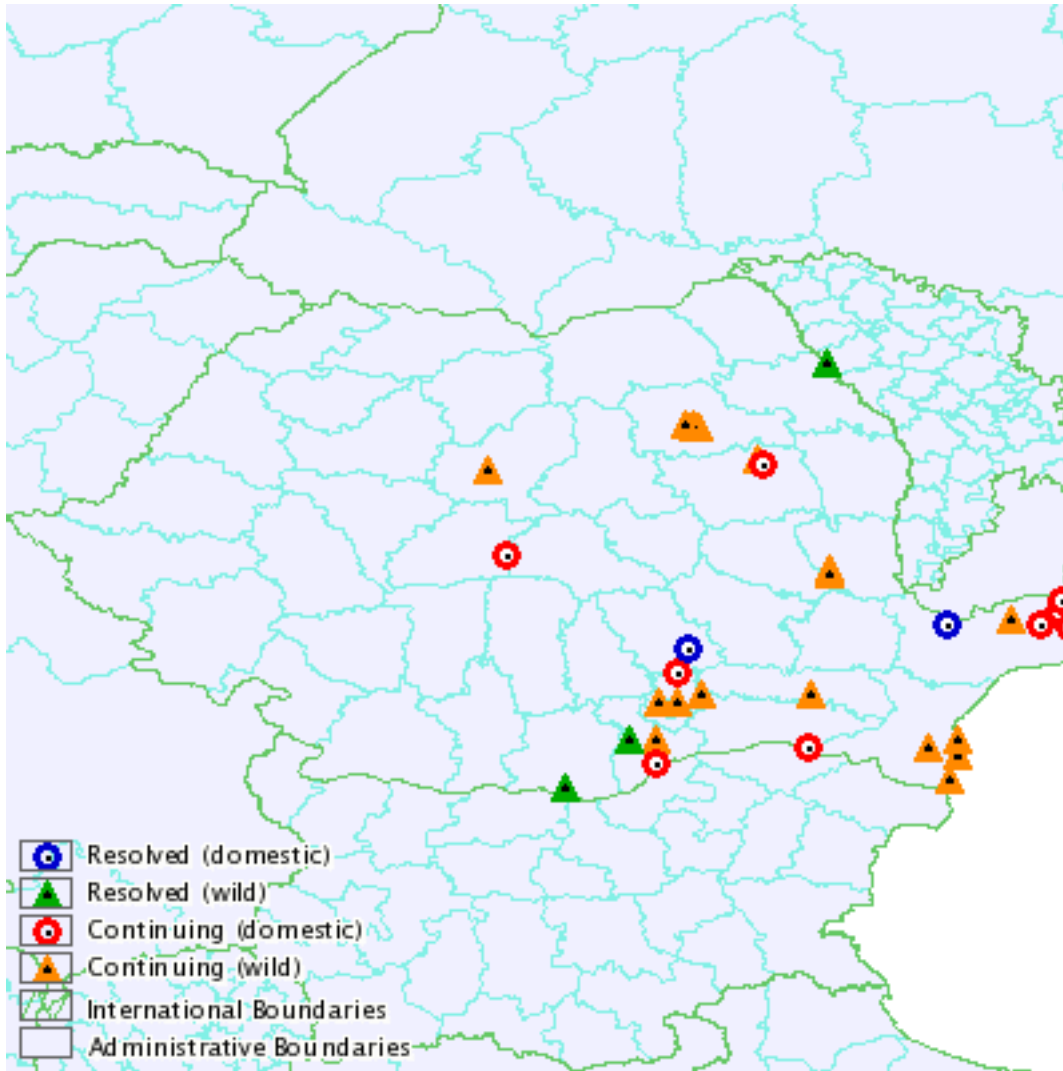 Resolved (domestic)
Resolved (wild)
Continuing (domestic)
Continuing (wild)
International Boundaries
Administrative Boundaries